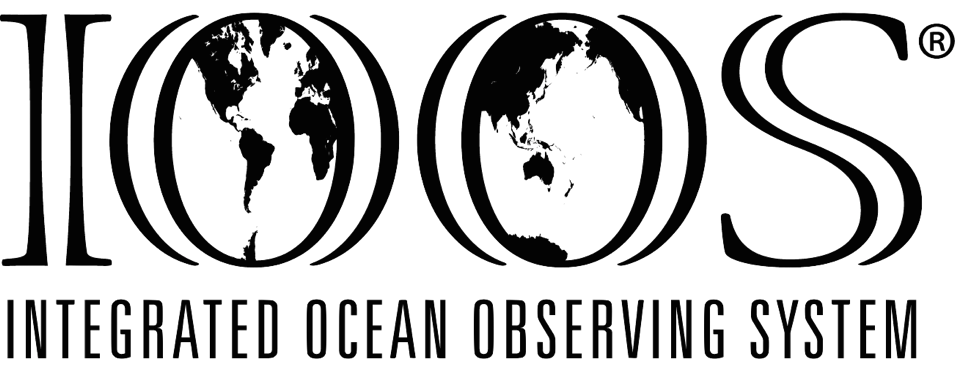 IOOS®
INTEGRATED OCEAN OBSERVING SYSTEM